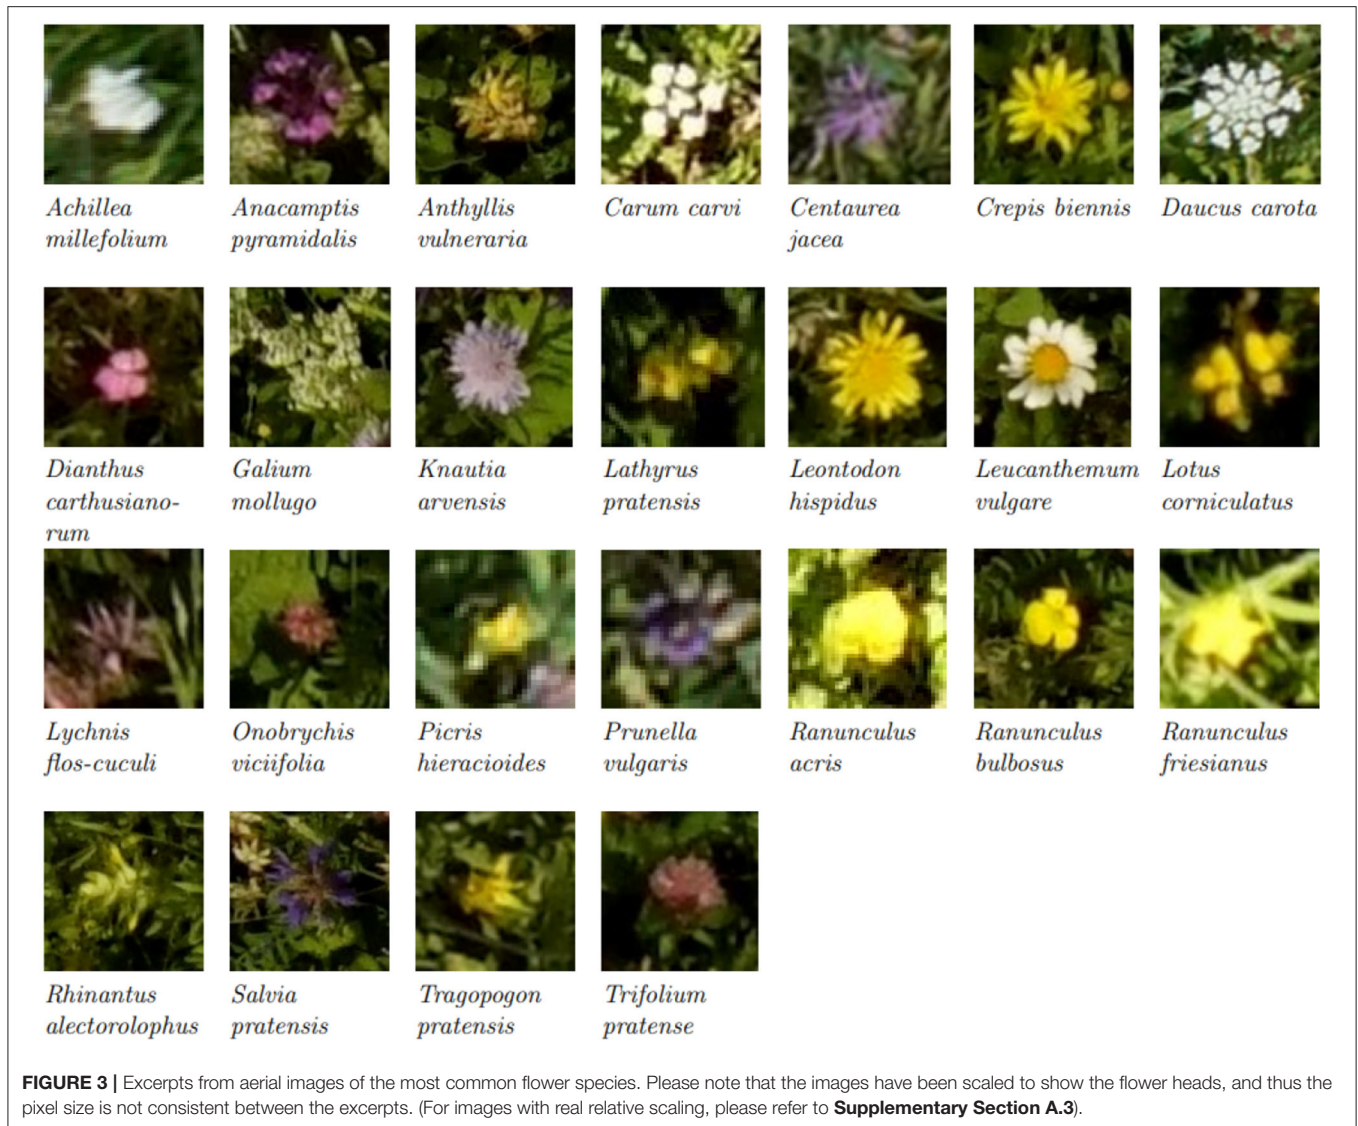 Achillea
millefolium
Anacamptis
pyramidalis
Anthyllis
vulneraria
Carum carvi
Centaurea
jacea
Crepis biennis
Daucus carota
Dianthus
carthusiano-
rum
Galium
mollugo
Knautia
arvensis
Lathyrus
pratensis
Leontodon
hispidus
Leucanthemum
vulgare
Lotus
corniculatus
Lychnis
flos-cuculi
Onobrychis
viciifolia
Picris
hieracioides
Prunella
vulgaris
Ranunculus
acris
Ranunculus
bulbosus
Ranunculus
friesianus
Rhinantus
alectorolophus
Salvia
pratensis
Tragopogon
pratensis
Trifolium
pratense
FIGURE 3 | Excerpts from aerial images of the most common flower species. Please note that the images have been scaled to show the flower heads, and thus the
pixel size is not consistent between the excerpts. (For images with real relative scaling, please refer to Supplementary Section A.3).